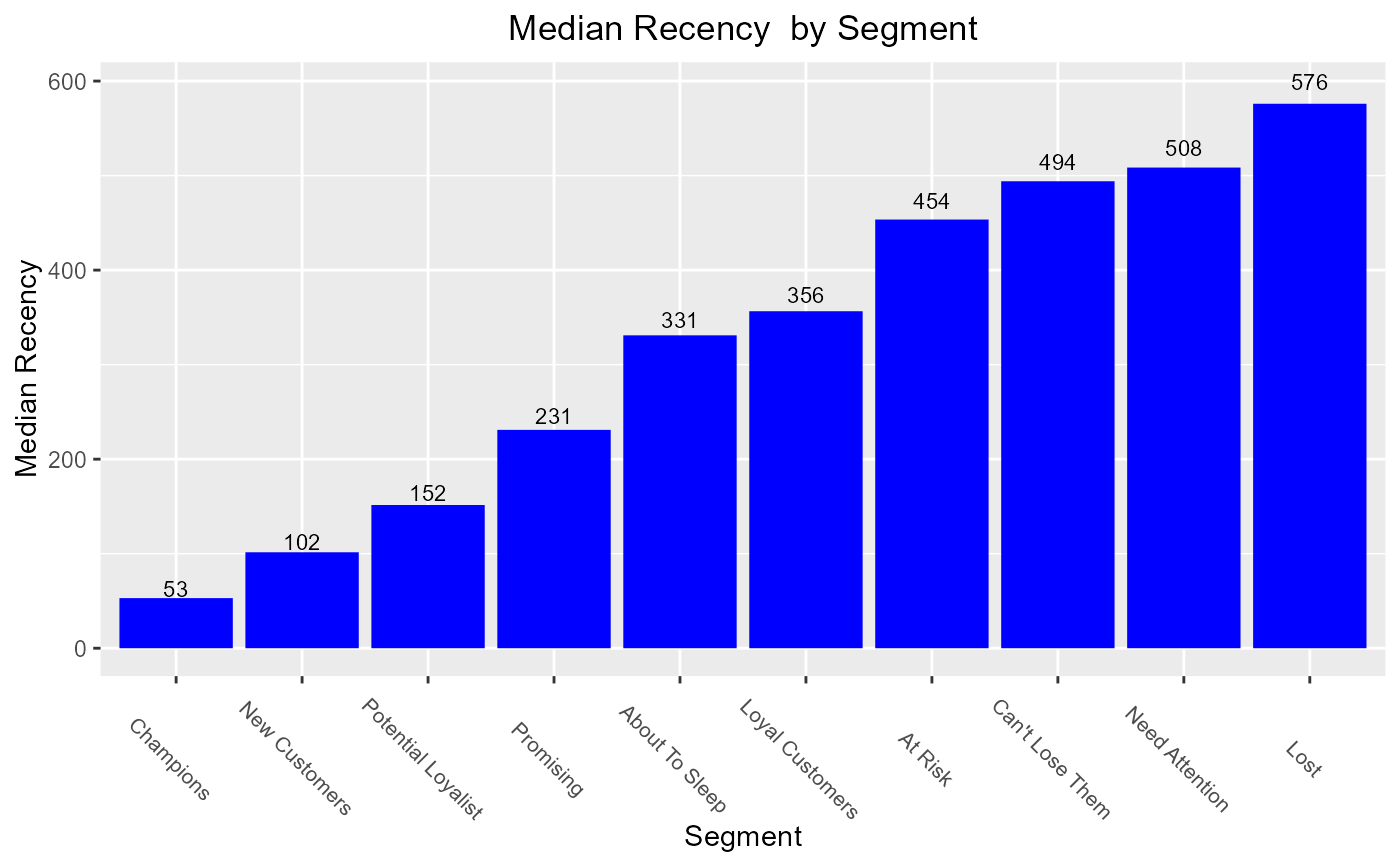 Median Recency  by Segment
Median Recency
600
400
200
0
53
102
152
231
331
356
454
494
508
576
Champions
New Customers
Potential Loyalist
Promising
About To Sleep
Loyal Customers
At Risk
Can't Lose Them
Need Attention
Lost
Segment